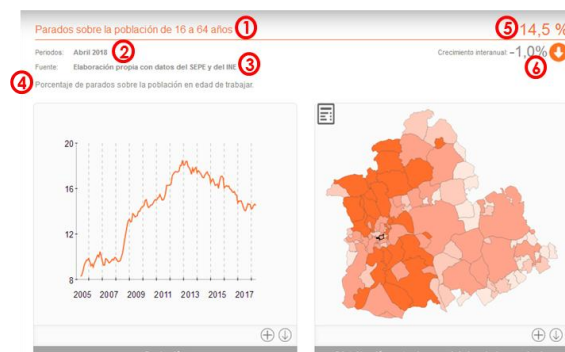 Parados sobre la población de 16 a 64 años 1
5 14,5 %
Periodos: Abril 2018 2
Crecimiento interanual: -1,0%
6
Fuente: Elaboración propia con datos del SEPE y del INE 3
4 Porcentaje de parados sobre la población en edad de trabajar.
20
16
12
8
2005 2007 2009 2011 2013 2015 2017